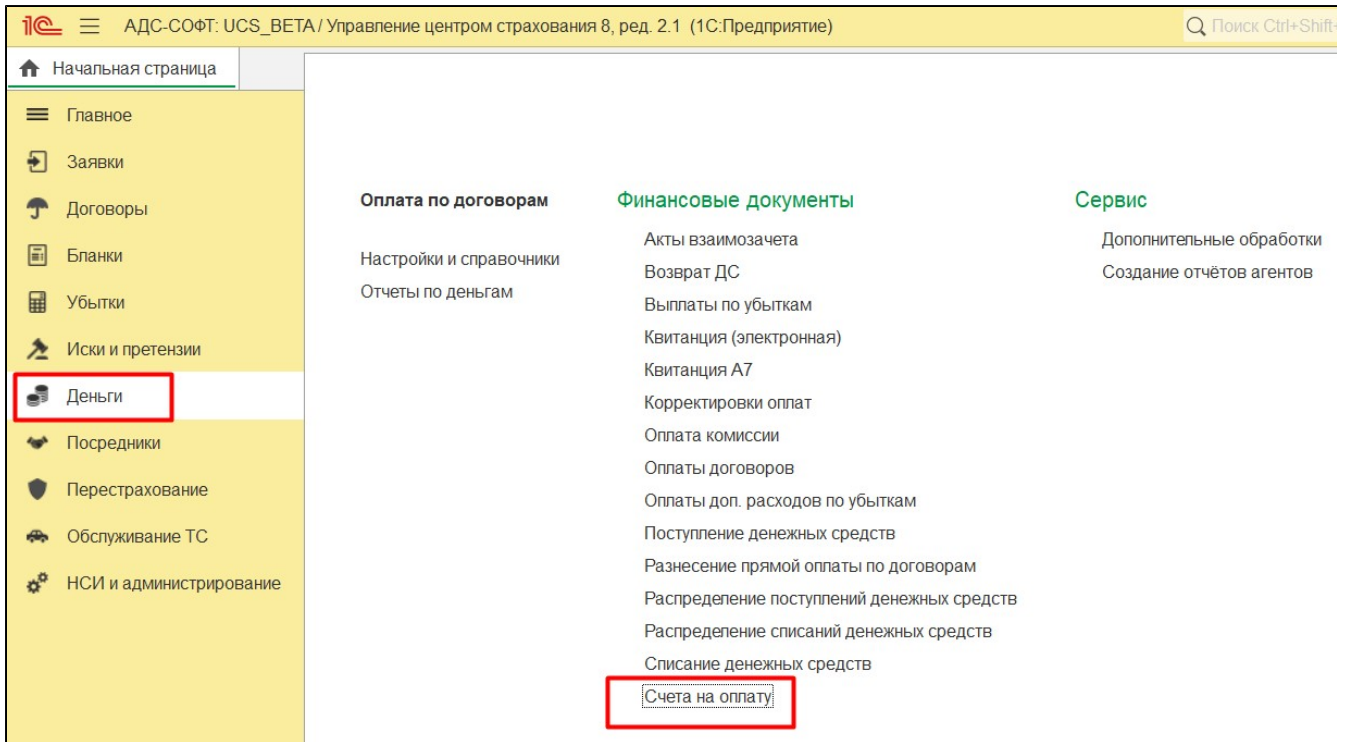 1С АДС-СОФТ: UCS_BETA / Управление центром страхования 8, ред. 2.1 (1С:Предприятие) Поиск Ctrl+Shift+
Начальная страница
Главное
Заявки
Договоры
Бланки
Убытки
Иски и претензии
Деньги
Посредники
Перестрахование
Обслуживание ТС
НСИ и администрирование
Оплата по договорам
Настройки и справочники
Отчеты по деньгам
Финансовые документы
Акты взаимозачета
Возврат ДС
Выплаты по убыткам
Квитанция (электронная)
Квитанция А7
Корректировки оплат
Оплата комиссии
Оплаты договоров
Оплаты доп. расходов по убыткам
Поступление денежных средств
Разнесение прямой оплаты по договорам
Распределение поступлений денежных средств
Распределение списаний денежных средств
Списание денежных средств
Счета на оплату
Сервис
Дополнительные обработки
Создание отчётов агентов